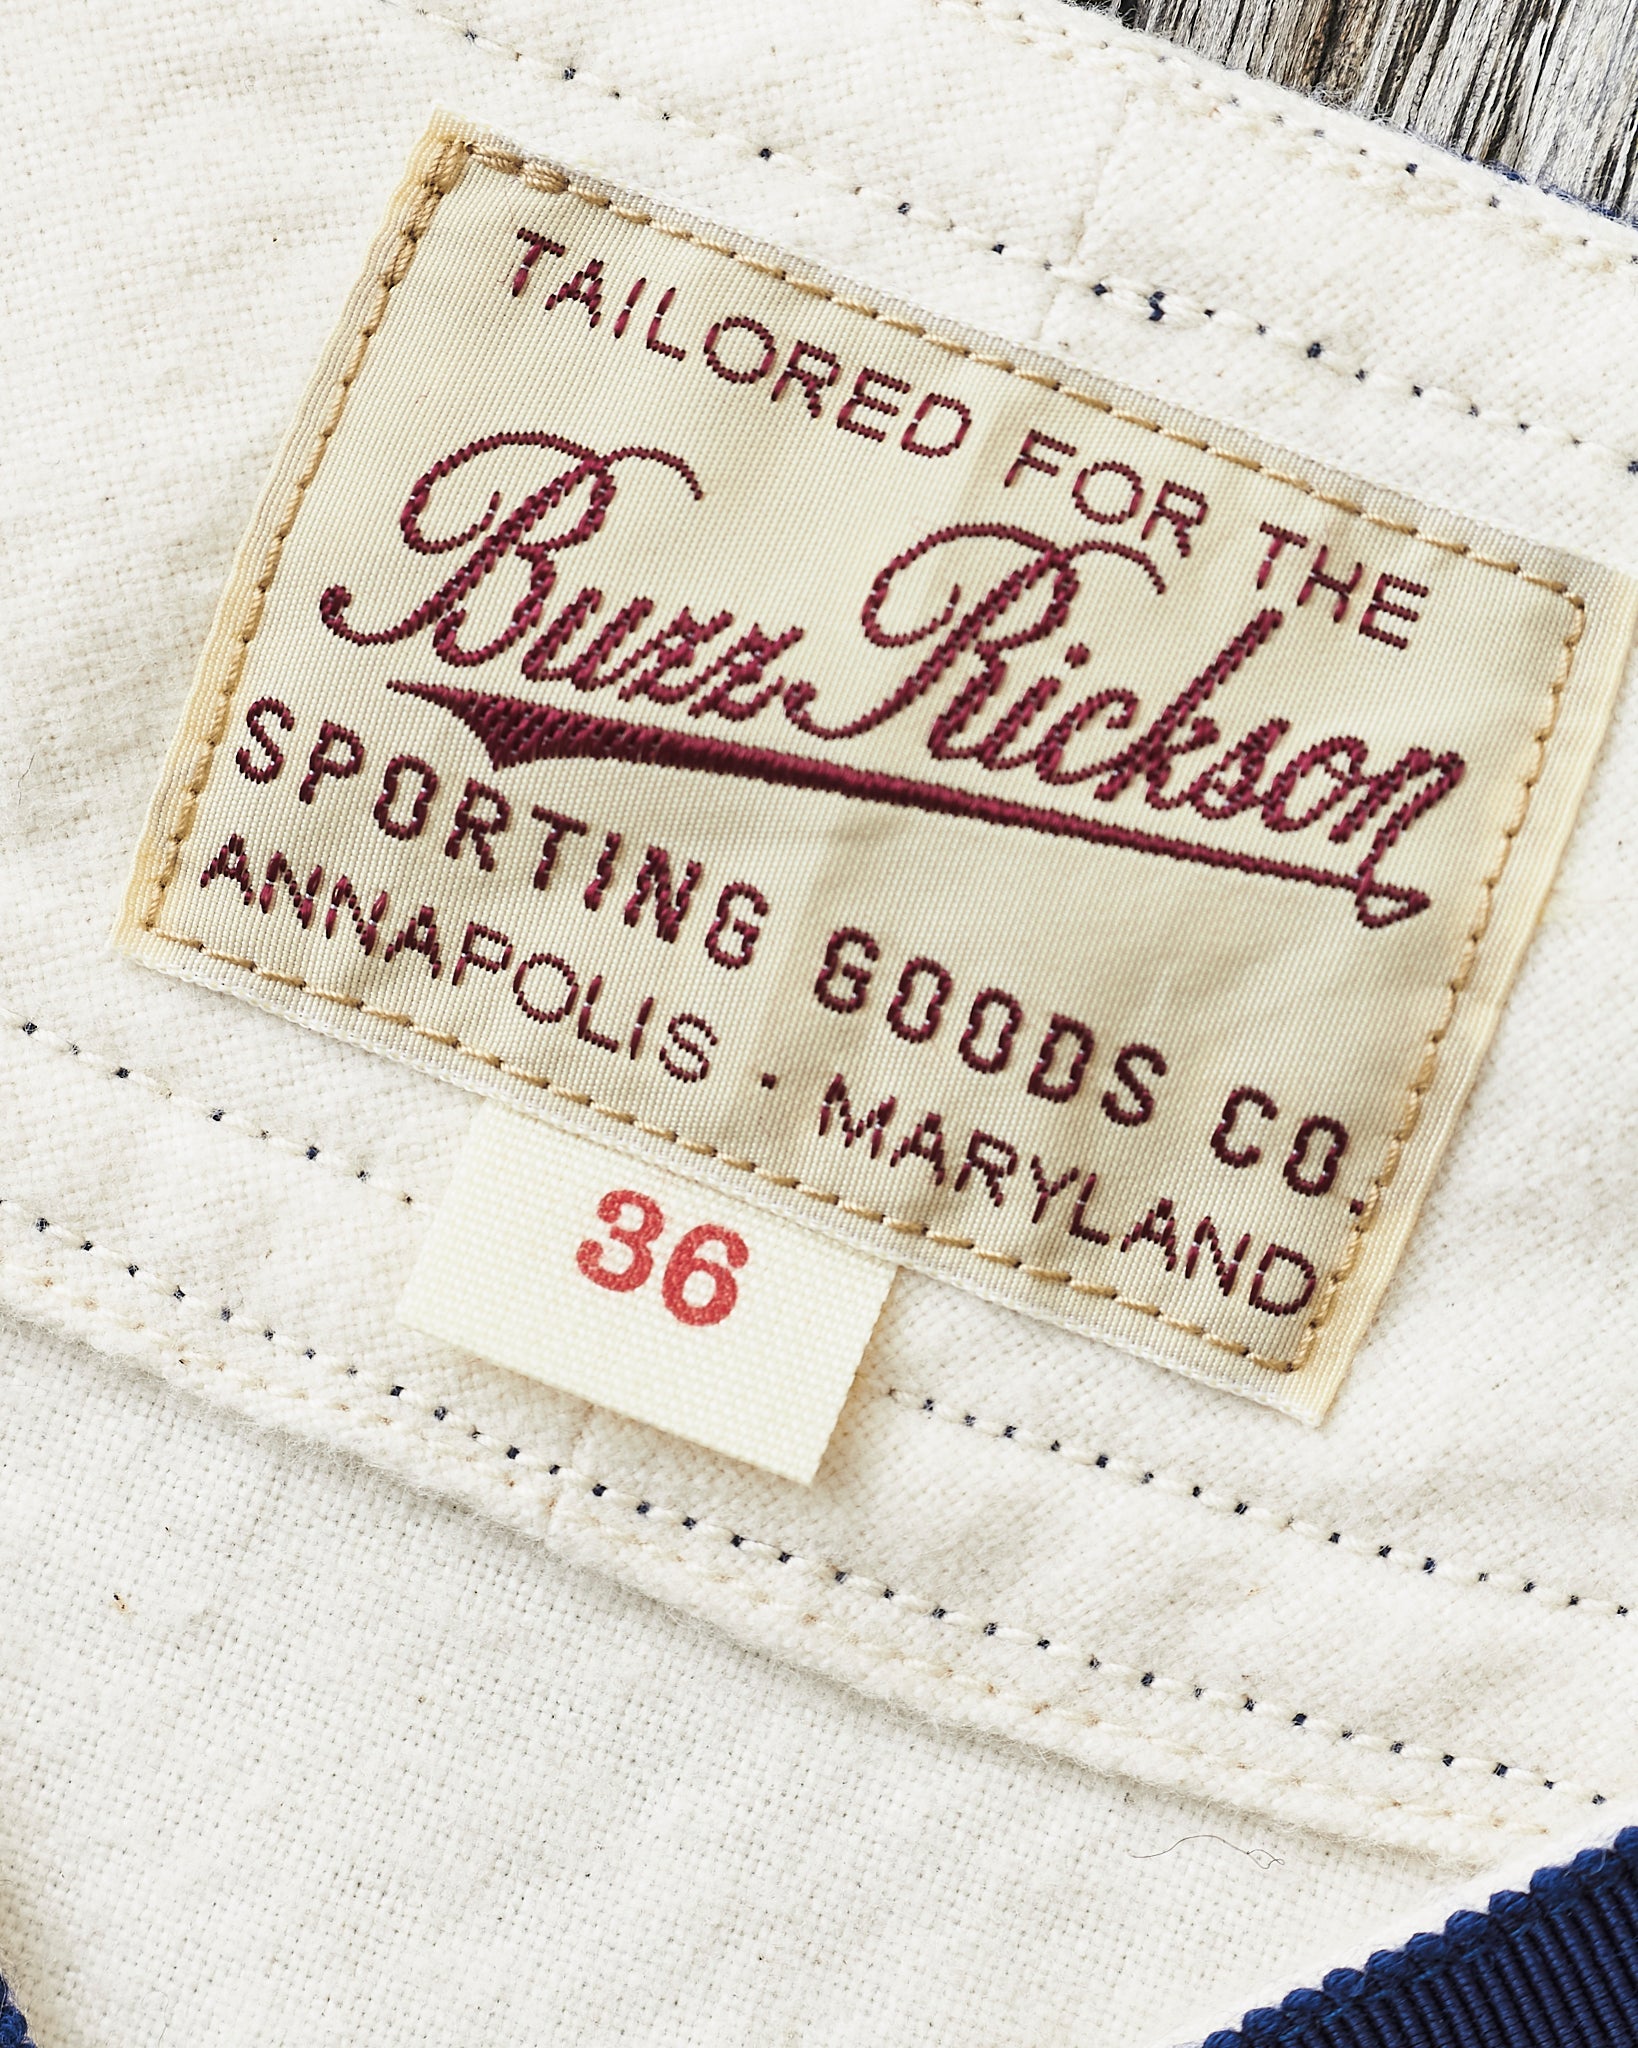 TAILORED FOR THE
Buzz Rickson
SPORTING GOODS CO.
ANNAPOLIS · MARYLAND
36